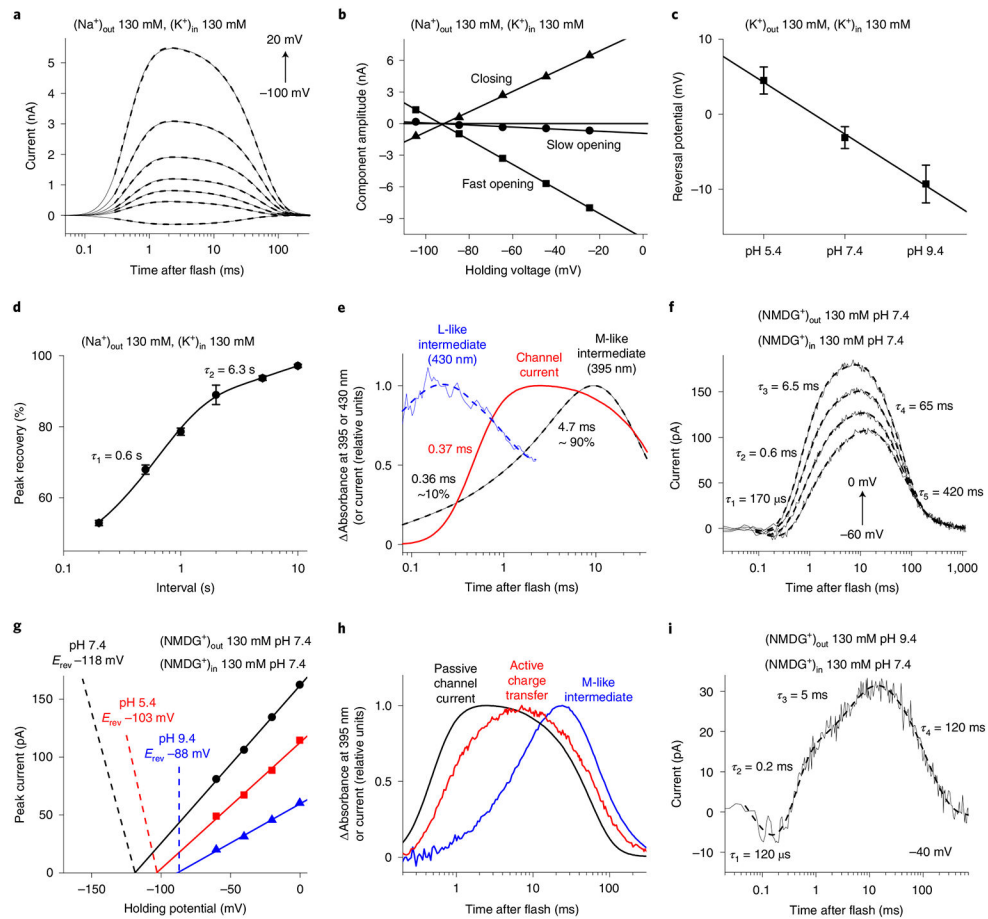 a
(Na⁺)out 130 mM, (K⁺)in 130 mM
20 mV
−100 mV
5
4
3
2
1
0
Current (nA)
0.1
1
10
100
Time after flash (ms)
b
(Na⁺)out 130 mM, (K⁺)in 130 mM
6
3
0
−3
−6
−9
Component amplitude (nA)
Closing
Slow opening
Fast opening
−100
−80
−60
−40
−20
0
Holding voltage (mV)
c
(K⁺)out 130 mM, (K⁺)in 130 mM
10
0
−10
Reversal potential (mV)
pH 5.4
pH 7.4
pH 9.4
d
(Na⁺)out 130 mM, (K⁺)in 130 mM
100
80
60
Peak recovery (%)
τ2 = 6.3 s
τ1 = 0.6 s
0.1
1
10
Interval (s)
e
L-like
intermediate
(430 nm)
Channel
current
M-like
intermediate
(395 nm)
1.0
0.5
0
ΔAbsorbance at 395 or 430 nm
(or current (relative units)
0.37 ms
4.7 ms
~ 90%
0.36 ms
~10%
0.1
1
10
Time after flash (ms)
f
(NMDG⁺)out 130 mM pH 7.4
(NMDG⁺)in 130 mM pH 7.4
200
150
100
50
0
Current (pA)
τ3 = 6.5 ms
τ4 = 65 ms
τ2 = 0.6 ms
τ1 = 170 μs
0 mV
−60 mV
τ5 = 420 ms
0.1
1
10
100
1,000
Time after flash (ms)
g
pH 7.4
Erev −118 mV
(NMDG⁺)out 130 mM pH 7.4
(NMDG⁺)in 130 mM pH 7.4
pH 5.4
Erev −103 mV
pH 9.4
Erev −88 mV
150
100
50
0
Peak current (pA)
−150
−100
−50
0
Holding potential (mV)
h
Passive
channel
current
Active
charge
transfer
M-like
intermediate
1.0
0.5
0
ΔAbsorbance at 395 nm
or current (relative units)
1
10
100
Time after flash (ms)
i
(NMDG⁺)out 130 mM pH 9.4
(NMDG⁺)in 130 mM pH 7.4
30
20
10
0
−10
Current (pA)
τ3 = 5 ms
τ4 = 120 ms
τ2 = 0.2 ms
τ1 = 120 μs
−40 mV
0.1
1
10
100
Time after flash (ms)